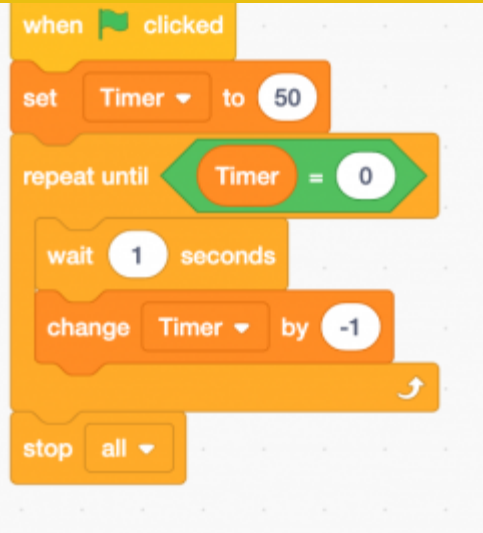 when clicked
set Timer to 50
repeat until Timer = 0
wait 1 seconds
change Timer by -1
stop all